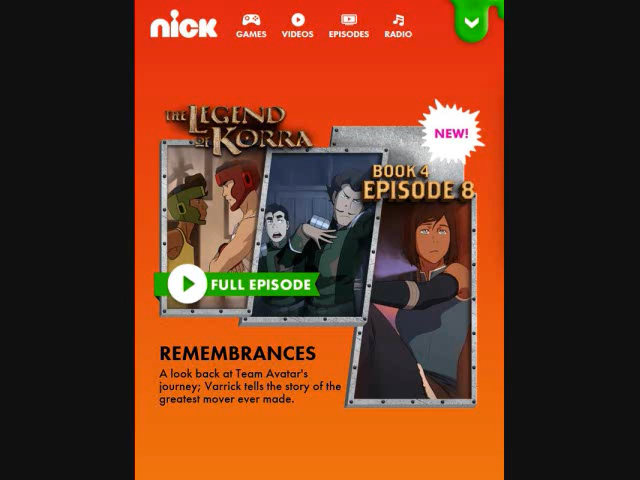 nick
GAMES
VIDEOS
EPISODES
RADIO
THE LEGEND
OF KORRA
NEW!
BOOK 4
EPISODE 8
FULL EPISODE
REMEMBRANCES
A look back at Team Avatar's
journey; Varrick tells the story of the
greatest mover ever made.